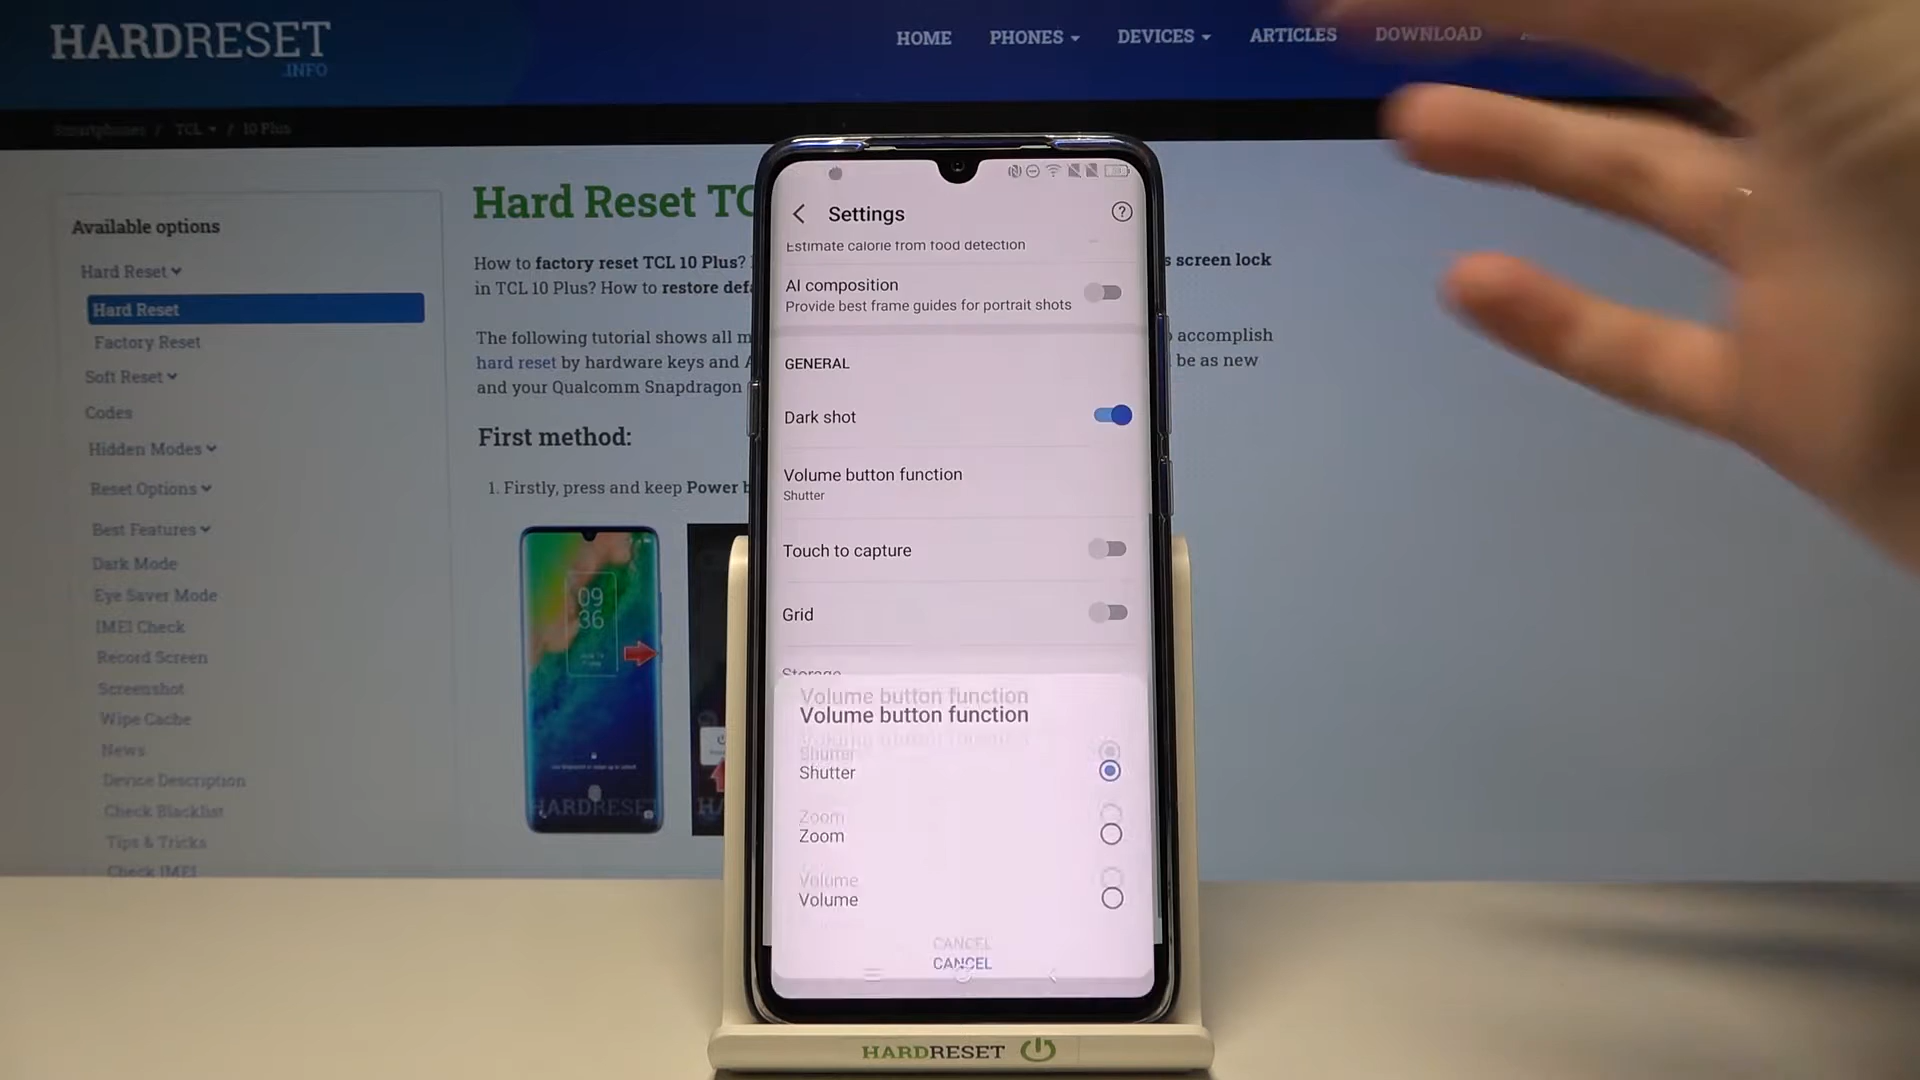 HARDRESET
.INFO
HOME
PHONES
DEVICES
ARTICLES
DOWNLOAD
Smartphones / TCL / 10 Plus
Available options
Hard Reset
Hard Reset
Factory Reset
Soft Reset
Codes
Hidden Modes
Reset Options
Best Features
Dark Mode
Eye Saver Mode
IMEI Check
Record Screen
Screenshot
Wipe Cache
News
Device Description
Check Blacklist
Tips & Tricks
Check IMEI
Hard Reset TC
How to factory reset TCL 10 Plus?
s screen lock
in TCL 10 Plus? How to restore defa
The following tutorial shows all m
accomplish
hard reset by hardware keys and A
be as new
and your Qualcomm Snapdragon
First method:
1. Firstly, press and keep Power b
09
36
HARDRESE
HA
Settings
?
Estimate calorie from food detection
AI composition
Provide best frame guides for portrait shots
GENERAL
Dark shot
Volume button function
Shutter
Touch to capture
Grid
Storage
Volume button function
Volume button function
Shutter
Shutter
Zoom
Zoom
Volume
Volume
CANCEL
CANCEL
HARDRESET